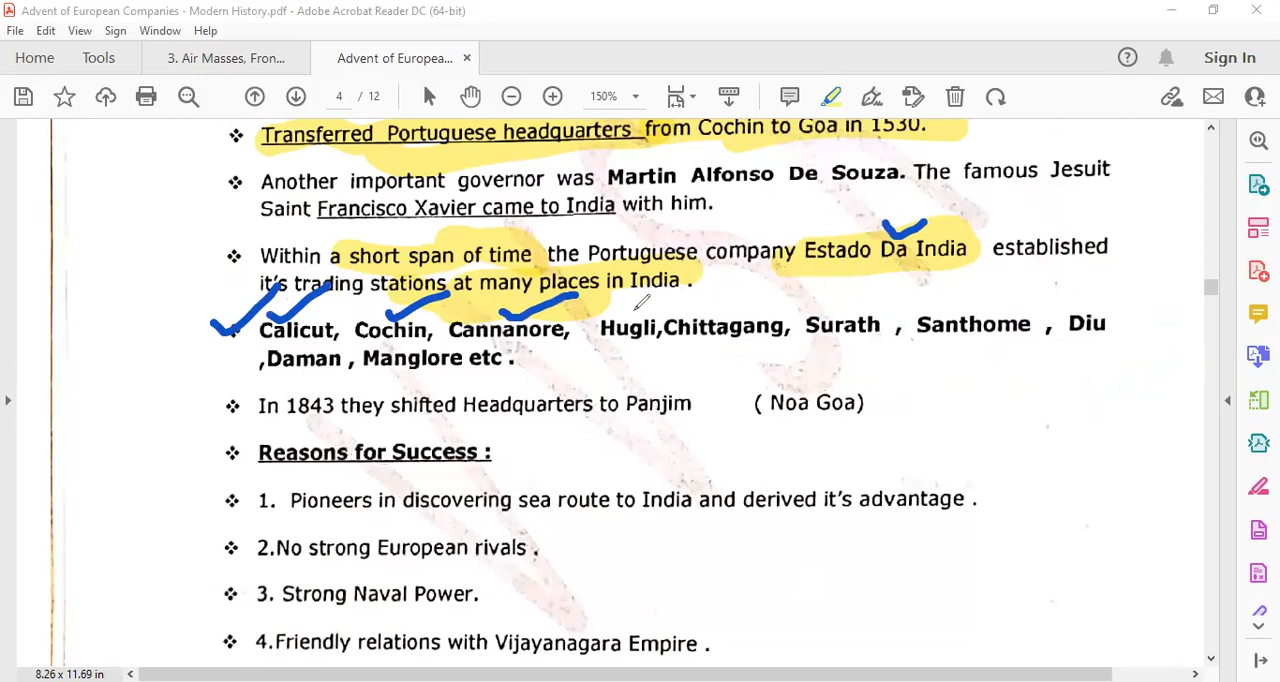 Advent of European Companies - Modern History.pdf - Adobe Acrobat Reader DC (64-bit)
File Edit View Sign Window Help
Home Tools 3. Air Masses, Fron... Advent of Europea... × Sign In
4 / 12 150%
❖ Transferred Portuguese headquarters from Cochin to Goa in 1530.
❖ Another important governor was Martin Alfonso De Souza. The famous Jesuit
Saint Francisco Xavier came to India with him.
❖ Within a short span of time the Portuguese company Estado Da India established
it's trading stations at many places in India .
❖ Calicut, Cochin, Cannanore, Hugli,Chittagang, Surath , Santhome , Diu
,Daman , Manglore etc .
❖ In 1843 they shifted Headquarters to Panjim ( Noa Goa)
❖ Reasons for Success :
❖ 1. Pioneers in discovering sea route to India and derived it's advantage .
❖ 2.No strong European rivals .
❖ 3. Strong Naval Power.
❖ 4.Friendly relations with Vijayanagara Empire .
8.26 x 11.69 in